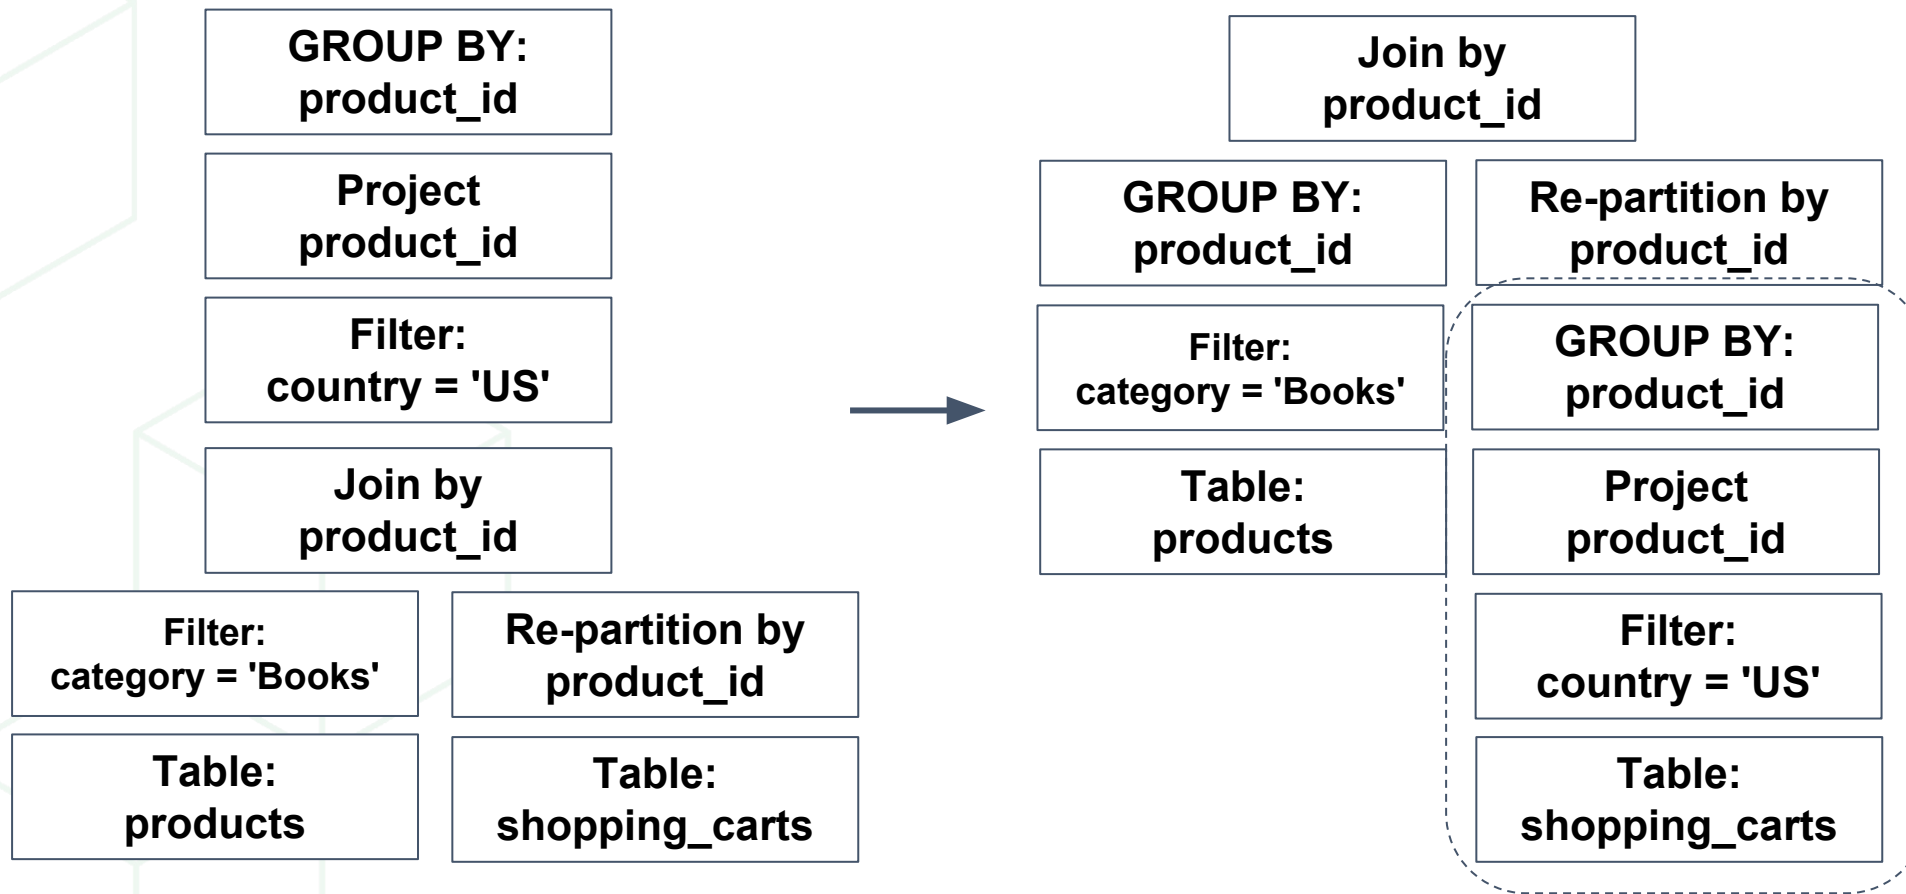 GROUP BY:
product_id
Project
product_id
Filter:
country = 'US'
Join by
product_id
Filter:
category = 'Books'
Re-partition by
product_id
Table:
products
Table:
shopping_carts
Join by
product_id
GROUP BY:
product_id
Re-partition by
product_id
Filter:
category = 'Books'
GROUP BY:
product_id
Table:
products
Project
product_id
Filter:
country = 'US'
Table:
shopping_carts